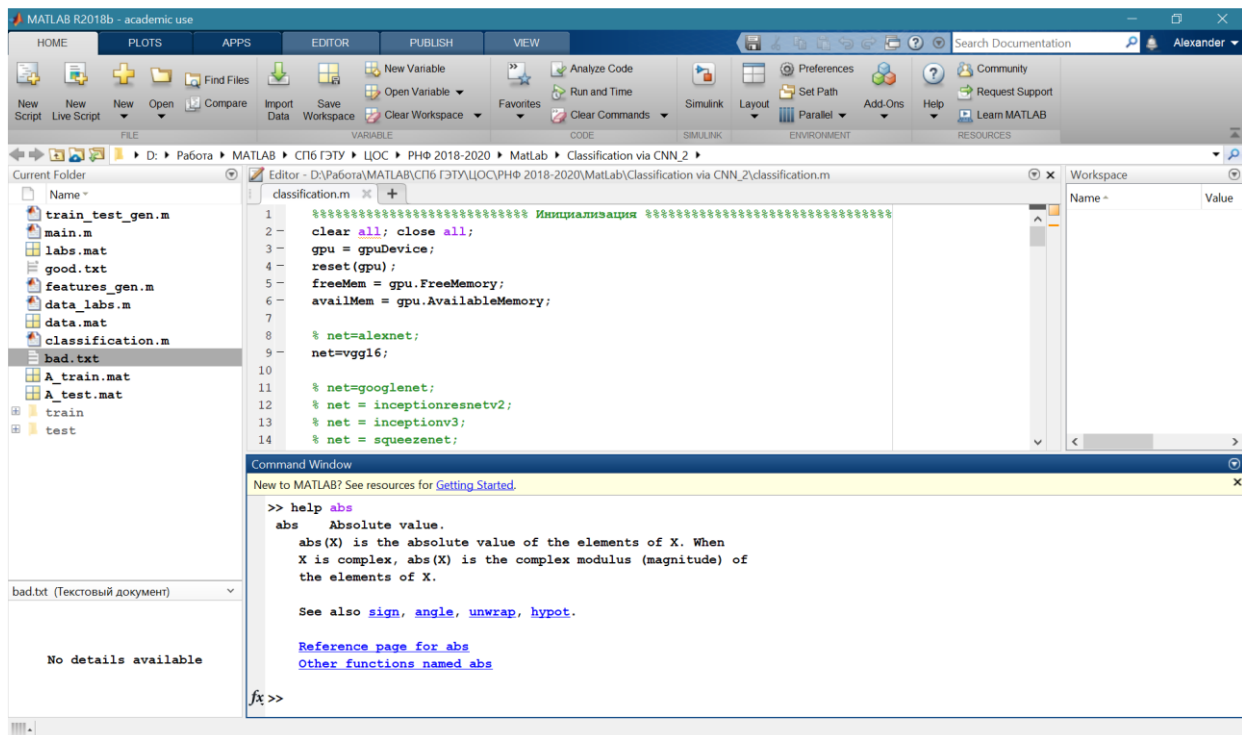 MATLAB R2018b - academic use
HOME PLOTS APPS EDITOR PUBLISH VIEW Search Documentation Alexander
New Script
New Live Script
New
Open
Find Files
Compare
FILE
Import Data
Save Workspace
New Variable
Open Variable
Clear Workspace
VARIABLE
Favorites
Analyze Code
Run and Time
Clear Commands
CODE
Simulink
SIMULINK
Layout
Preferences
Set Path
Parallel
Add-Ons
ENVIRONMENT
Help
Community
Request Support
Learn MATLAB
RESOURCES
D: Работа MATLAB СПб ГЭТУ ЦОС РНФ 2018-2020 MatLab Classification via CNN_2
Current Folder
Name
train_test_gen.m
main.m
labs.mat
good.txt
features_gen.m
data_labs.m
data.mat
classification.m
bad.txt
A_train.mat
A_test.mat
train
test
bad.txt (Текстовый документ)
No details available
Editor - D:\Работа\MATLAB\СПб ГЭТУ\ЦОС\РНФ 2018-2020\MatLab\Classification via CNN_2\classification.m
classification.m
1 %%%%%%%%%%%%%%%%%%%%%%%%%%%% Инициализация %%%%%%%%%%%%%%%%%%%%%%%%%%%%%%%%
2 clear all; close all;
3 gpu = gpuDevice;
4 reset(gpu);
5 freeMem = gpu.FreeMemory;
6 availMem = gpu.AvailableMemory;
7
8 % net=alexnet;
9 net=vgg16;
10
11 % net=googlenet;
12 % net = inceptionresnetv2;
13 % net = inceptionv3;
14 % net = squeezenet;
Workspace
Name Value
Command Window
New to MATLAB? See resources for Getting Started.
>> help abs
abs Absolute value.
abs(X) is the absolute value of the elements of X. When
X is complex, abs(X) is the complex modulus (magnitude) of
the elements of X.
See also sign, angle, unwrap, hypot.
Reference page for abs
Other functions named abs
fx >>